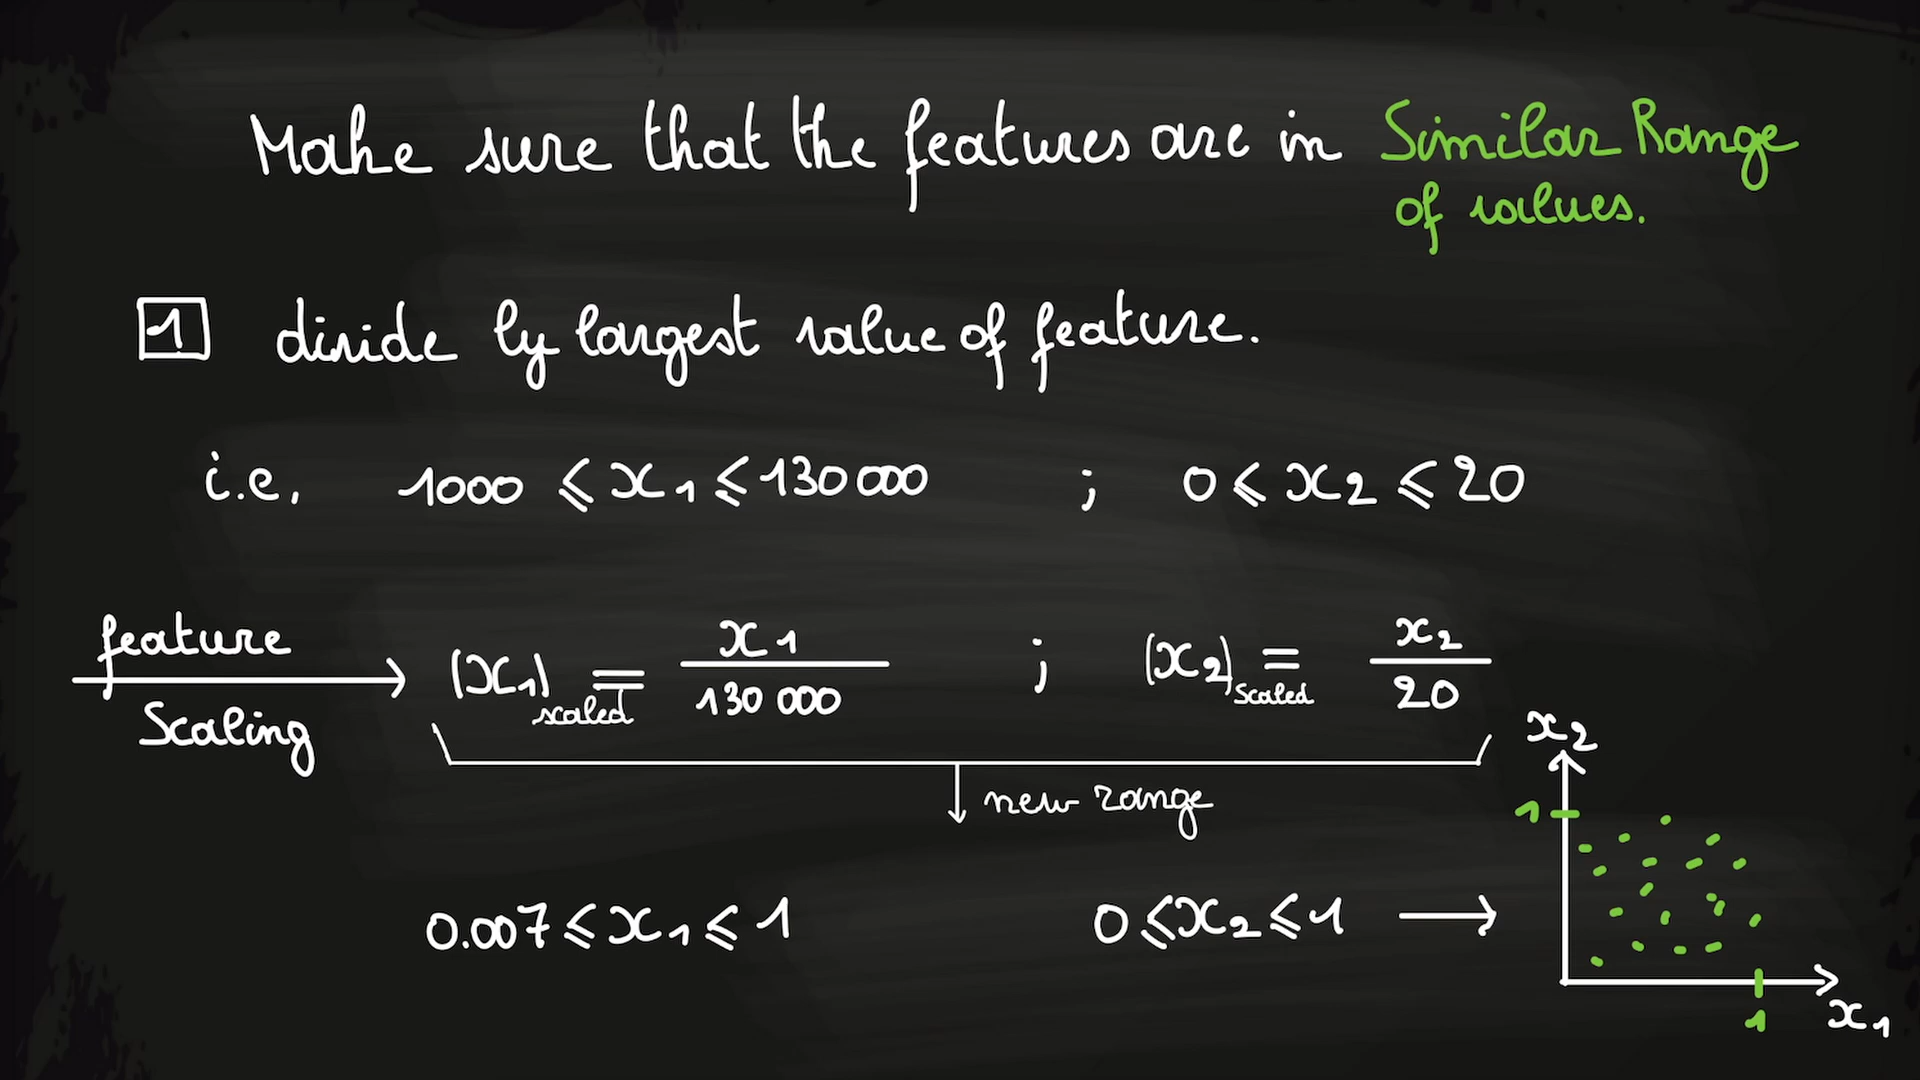 Make sure that the features are in Similar Range
of values.
1 divide by largest value of feature.
i.e. 1000 ⩽ x₁ ⩽ 130 000 ; 0 ⩽ x₂ ⩽ 20
feature
Scaling
(x₁)scaled = x₁ / 130 000 ; (x₂)Scaled = x₂ / 20
new range
0.007 ⩽ x₁ ⩽ 1 0 ⩽ x₂ ⩽ 1 →
x₂
1
1
x₁